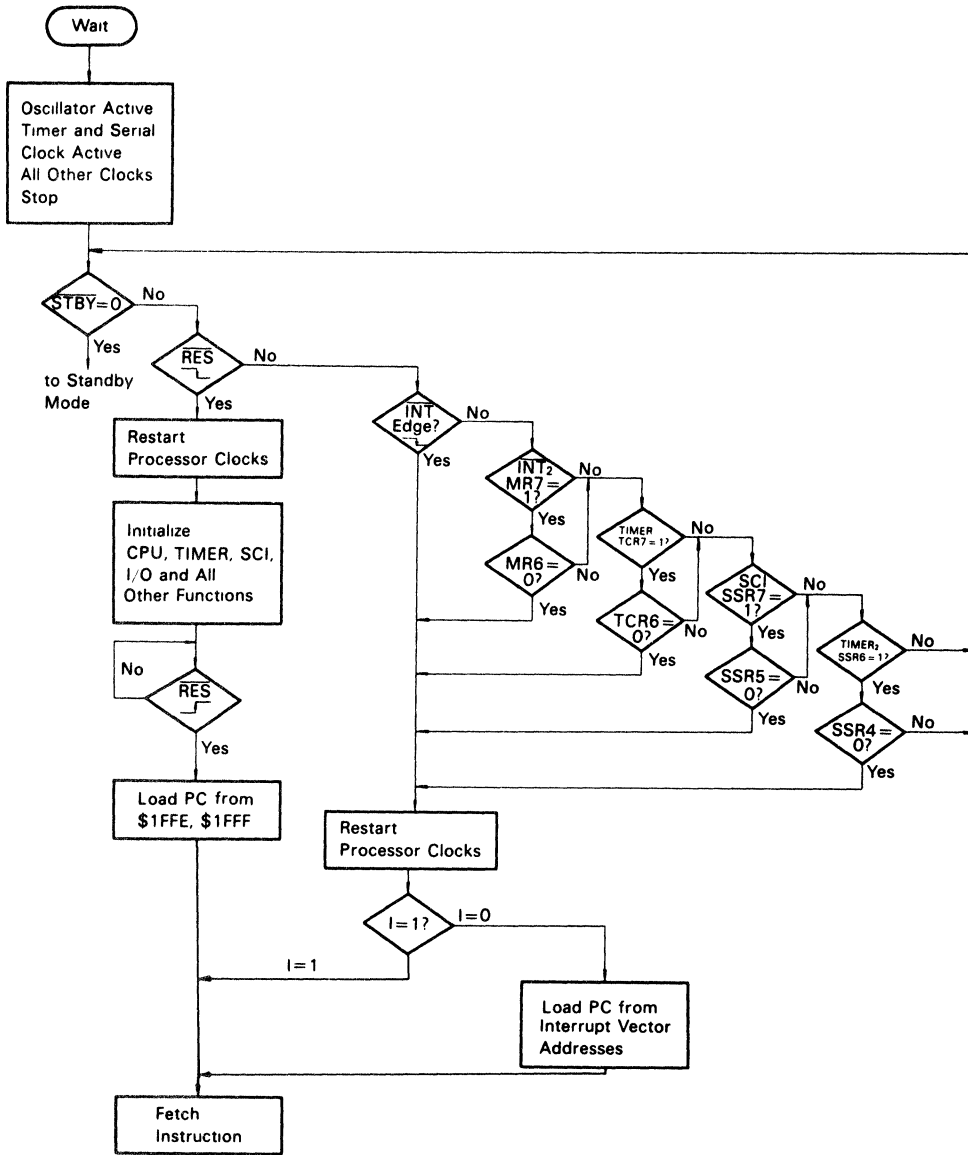 Wait
Oscillator Active
Timer and Serial
Clock Active
All Other Clocks
Stop
STBY=0
No
Yes
to Standby
Mode
RES
No
Yes
Restart
Processor Clocks
Initialize
CPU, TIMER, SCI,
I/O and All
Other Functions
No
RES
Yes
Load PC from
$1FFE, $1FFF
INT
Edge?
No
Yes
INT2
MR7=
1?
No
Yes
MR6=
0?
No
Yes
TIMER
TCR7=1?
No
Yes
TCR6=
0?
No
Yes
SCI
SSR7=
1?
No
Yes
SSR5=
0?
No
Yes
TIMER2
SSR6=1?
No
Yes
SSR4=
0?
No
Yes
Restart
Processor Clocks
I=1?
I=0
I=1
Load PC from
Interrupt Vector
Addresses
Fetch
Instruction